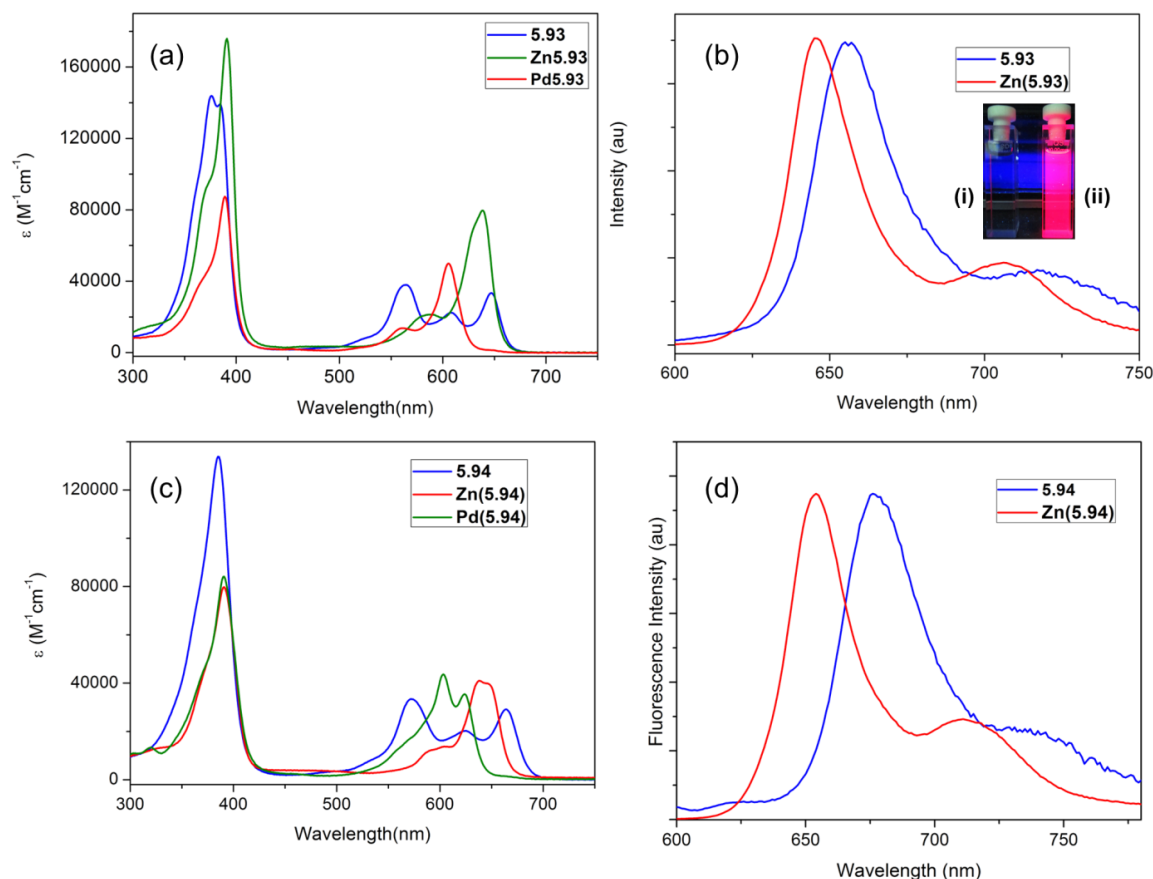 (a)
5.93
Zn5.93
Pd5.93
160000
120000
80000
40000
0
ε (M⁻¹cm⁻¹)
300 400 500 600 700
Wavelength(nm)
(b)
5.93
Zn(5.93)
(i)
(ii)
Intensity (au)
600 650 700 750
Wavelength (nm)
(c)
5.94
Zn(5.94)
Pd(5.94)
120000
80000
40000
0
ε (M⁻¹cm⁻¹)
300 400 500 600 700
Wavelength(nm)
(d)
5.94
Zn(5.94)
Fluorescence Intensity (au)
600 650 700 750
Wavelength (nm)